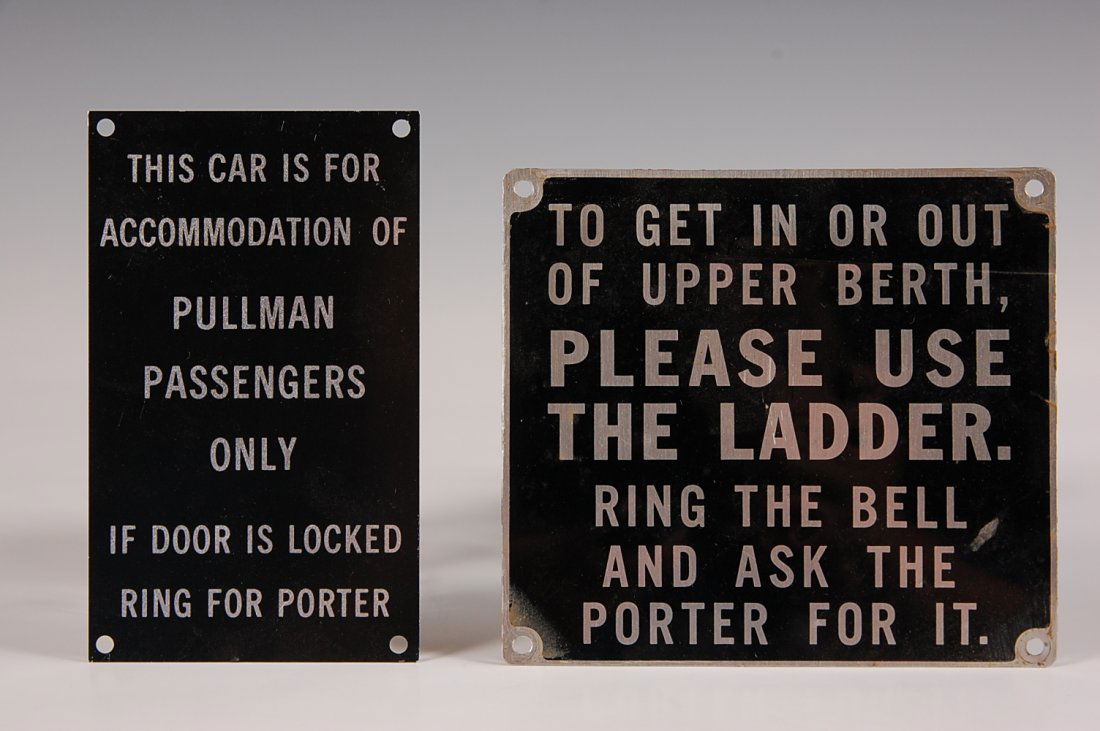 THIS CAR IS FOR
ACCOMMODATION OF
PULLMAN
PASSENGERS
ONLY
IF DOOR IS LOCKED
RING FOR PORTER
TO GET IN OR OUT
OF UPPER BERTH,
PLEASE USE
THE LADDER.
RING THE BELL
AND ASK THE
PORTER FOR IT.